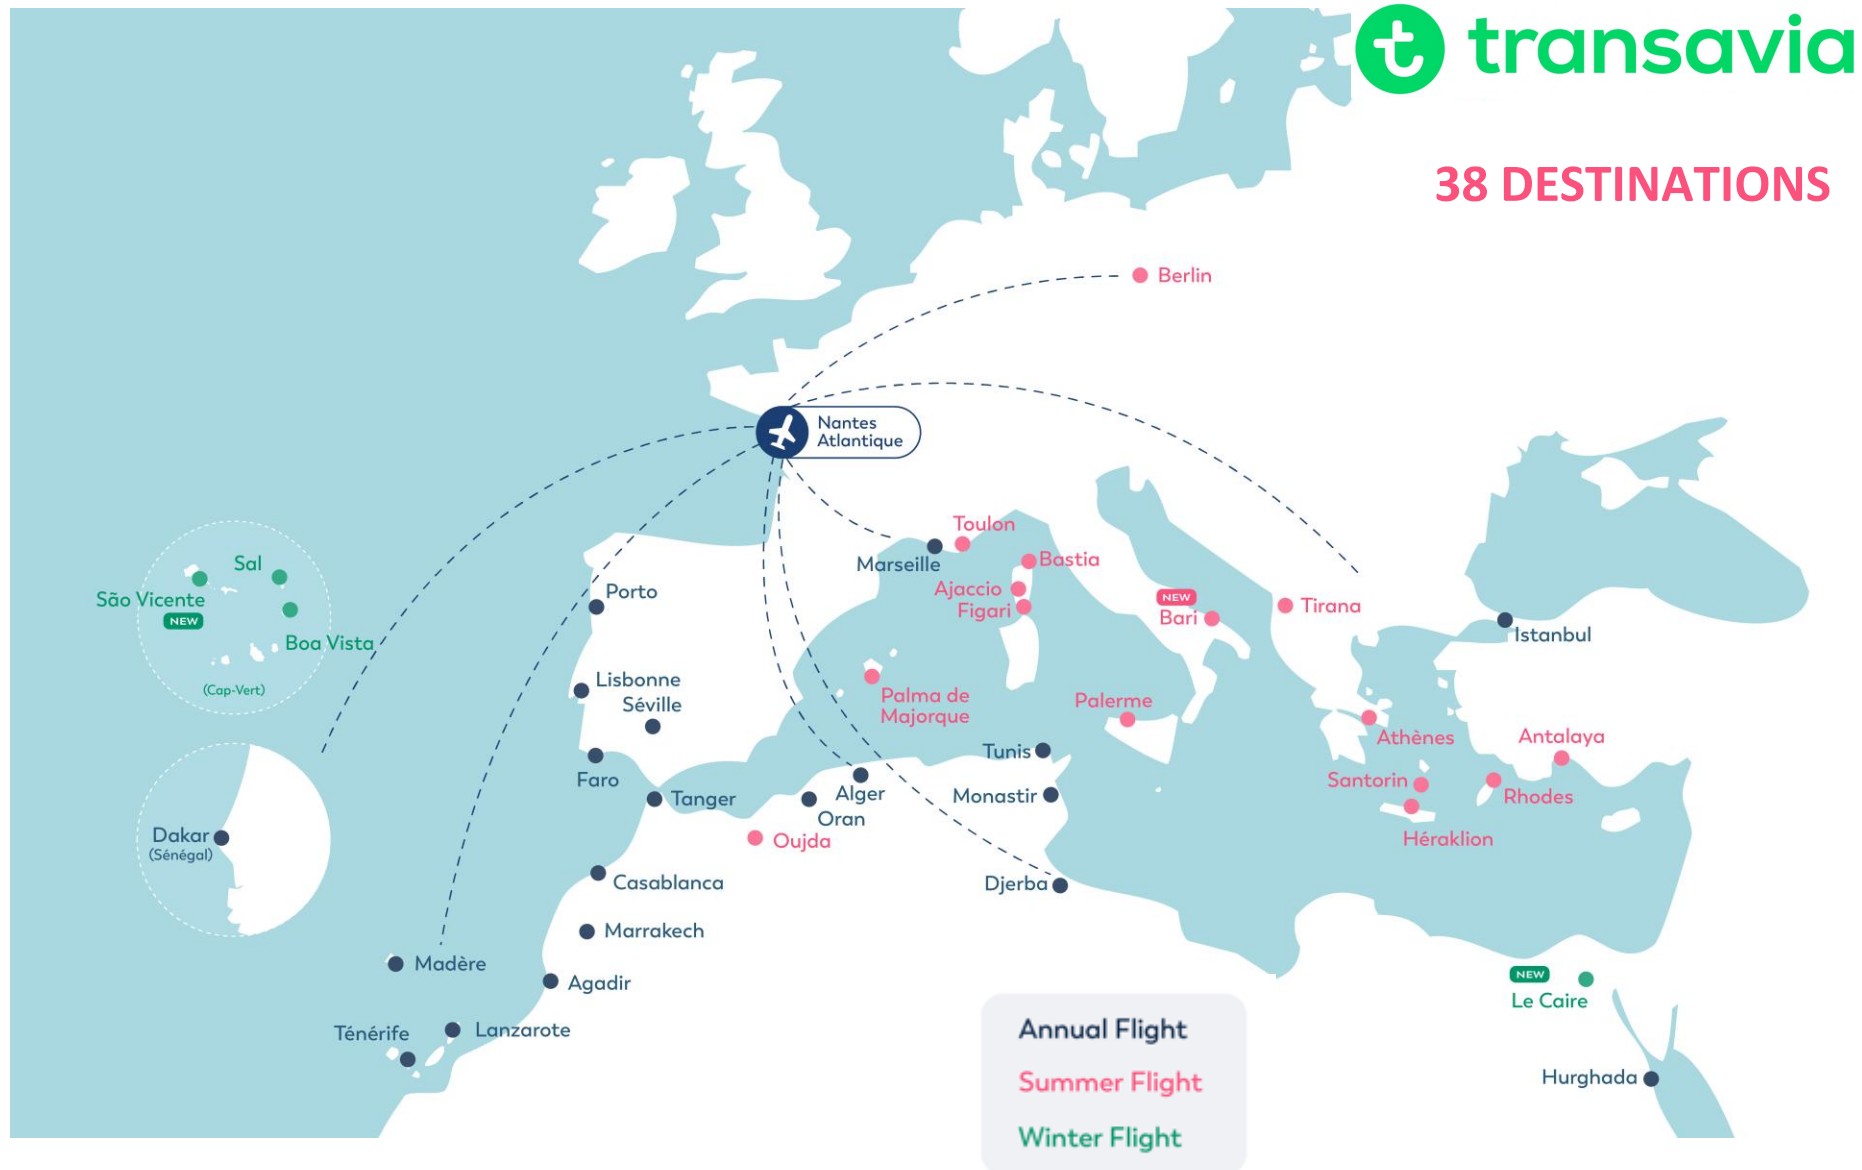 transavia
38 DESTINATIONS
Berlin
Nantes
Atlantique
Toulon
Marseille
Bastia
Ajaccio
Figari
NEW
Bari
Tirana
Istanbul
Sal
São Vicente
NEW
Boa Vista
(Cap-Vert)
Porto
Lisbonne
Séville
Faro
Palma de
Majorque
Palerme
Athènes
Antalaya
Santorin
Rhodes
Héraklion
Tunis
Monastir
Djerba
Tanger
Alger
Oran
Oujda
Dakar
(Sénégal)
Casablanca
Marrakech
Madère
Agadir
Ténérife
Lanzarote
NEW
Le Caire
Hurghada
Annual Flight
Summer Flight
Winter Flight